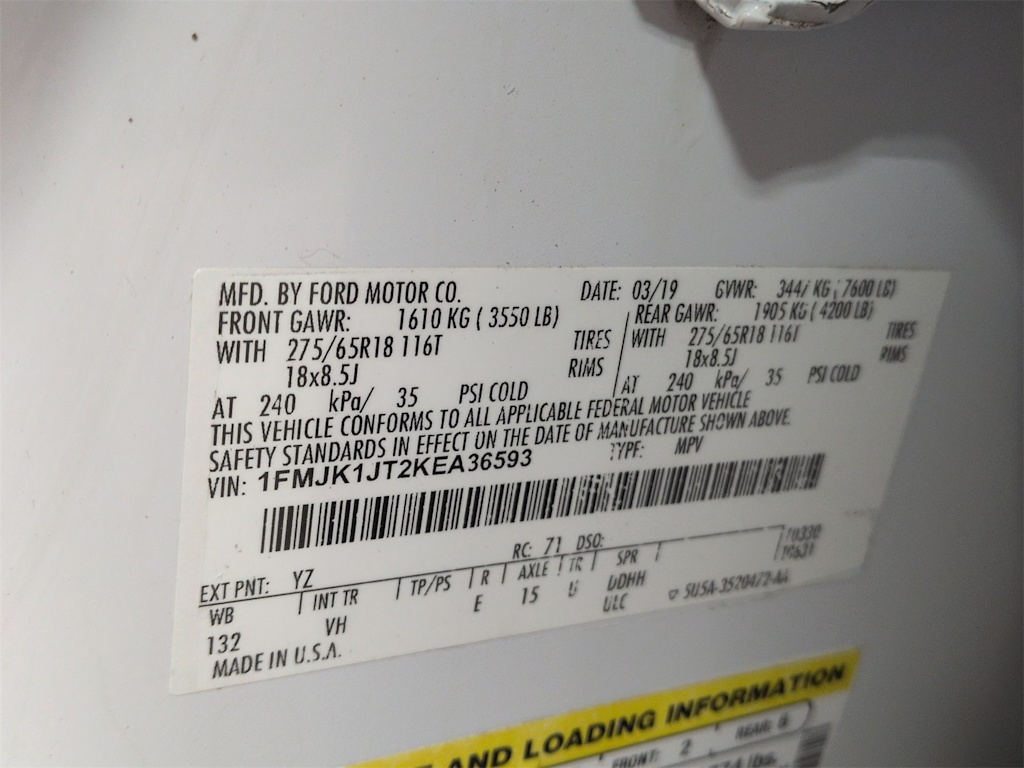 MFD. BY FORD MOTOR CO. DATE: 03/19 GVWR: 3447 KG ( 7600 LB)
FRONT GAWR: 1610 KG ( 3550 LB) REAR GAWR: 1905 KG ( 4200 LB)
WITH 275/65R18 116T TIRES WITH 275/65R18 116T TIRES
18x8.5J RIMS 18x8.5J RIMS
AT 240 kPa/ 35 PSI COLD AT 240 kPa/ 35 PSI COLD
THIS VEHICLE CONFORMS TO ALL APPLICABLE FEDERAL MOTOR VEHICLE
SAFETY STANDARDS IN EFFECT ON THE DATE OF MANUFACTURE SHOWN ABOVE.
VIN: 1FMJK1JT2KEA36593 TYPE: MPV
EXT PNT: YZ RC: 71 DSO:
WB INT TR TP/PS R AXLE TR SPR
132 VH E 15 DDHH
ULC
MADE IN U.S.A.
AND LOADING INFORMATION
FRONT: 2 REAR:
lbs.